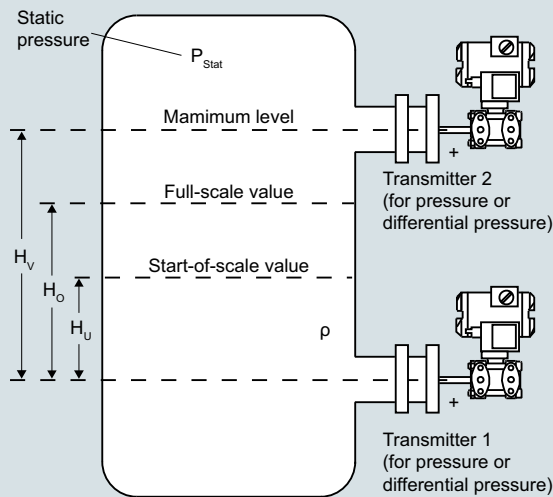 Static
pressure
P_Stat
Mamimum level
+
Transmitter 2
(for pressure or
differential pressure)
Full-scale value
Start-of-scale value
H_V
H_O
H_U
ρ
+
Transmitter 1
(for pressure or
differential pressure)